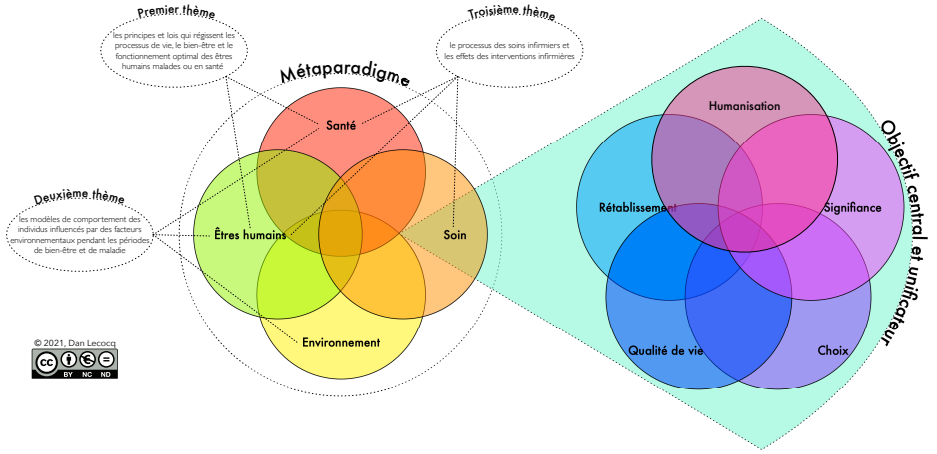 Premier thème
les principes et lois qui régissent les
processus de vie, le bien-être et le
fonctionnement optimal des êtres
humains malades ou en santé
Troisième thème
le processus des soins infirmiers et
les effets des interventions infirmières
Métaparadigme
Santé
Êtres humains
Soin
Environnement
Deuxième thème
les modèles de comportement des
individus influencés par des facteurs
environnementaux pendant les périodes
de bien-être et de maladie
© 2021, Dan Lecocq
cc
BY NC ND
Humanisation
Rétablissement
Signifiance
Qualité de vie
Choix
Objectif central et unificateur